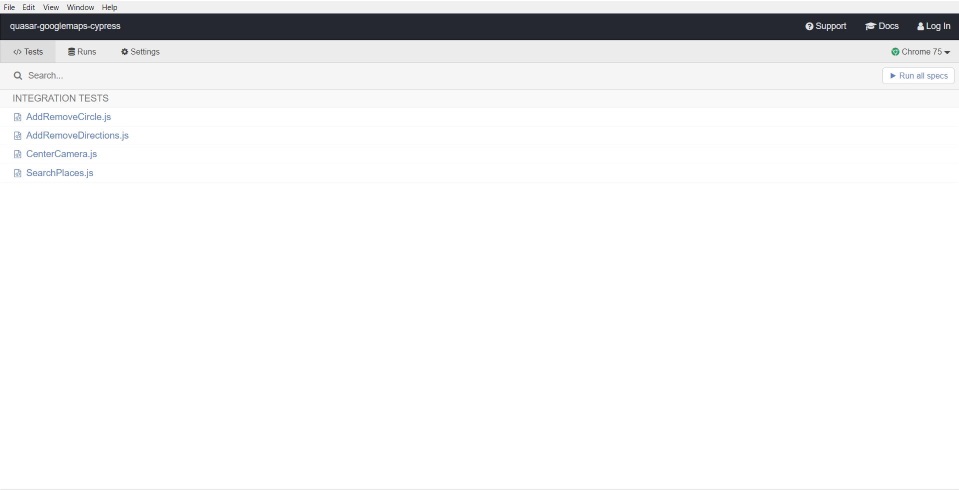 File Edit View Window Help
quasar-googlemaps-cypress Support Docs Log In
</> Tests Runs Settings Chrome 75
Search... Run all specs
INTEGRATION TESTS
AddRemoveCircle.js
AddRemoveDirections.js
CenterCamera.js
SearchPlaces.js